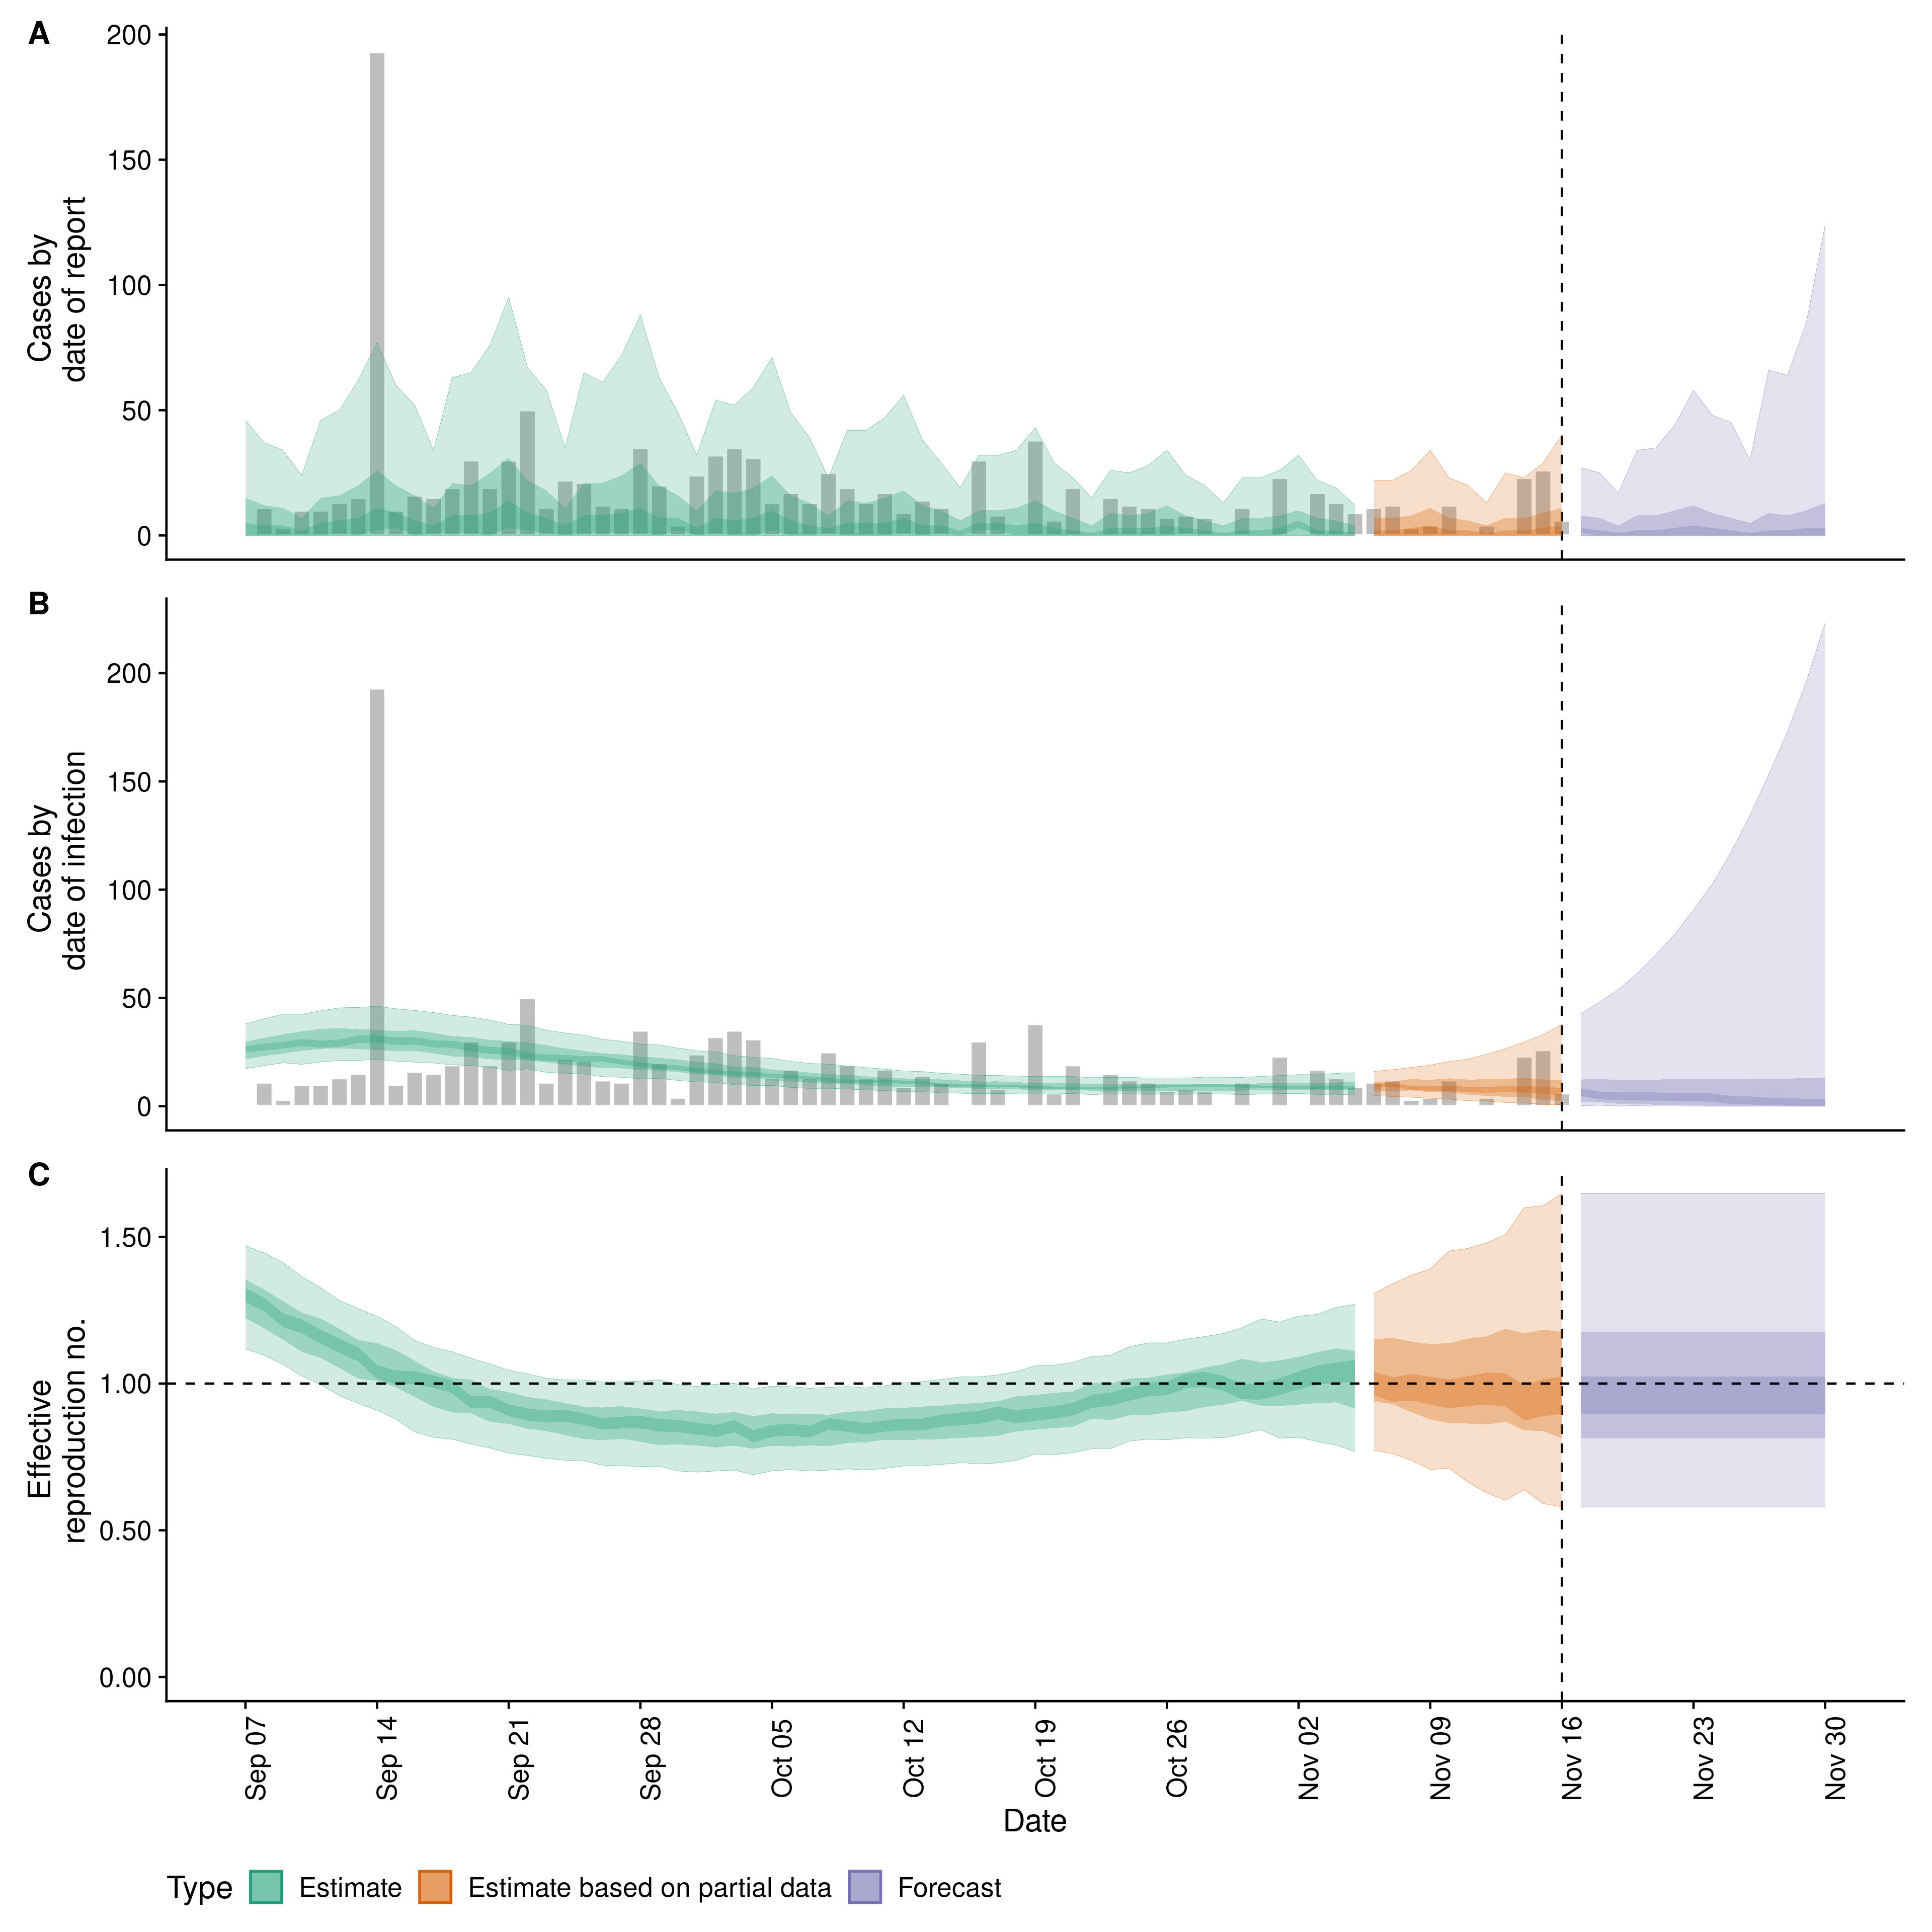 A
Cases by
date of report
200
150
100
50
0
B
Cases by
date of infection
200
150
100
50
0
C
Effective
reproduction no.
1.50
1.00
0.50
0.00
Sep 07
Sep 14
Sep 21
Sep 28
Oct 05
Oct 12
Oct 19
Oct 26
Nov 02
Nov 09
Nov 16
Nov 23
Nov 30
Date
Type Estimate Estimate based on partial data Forecast